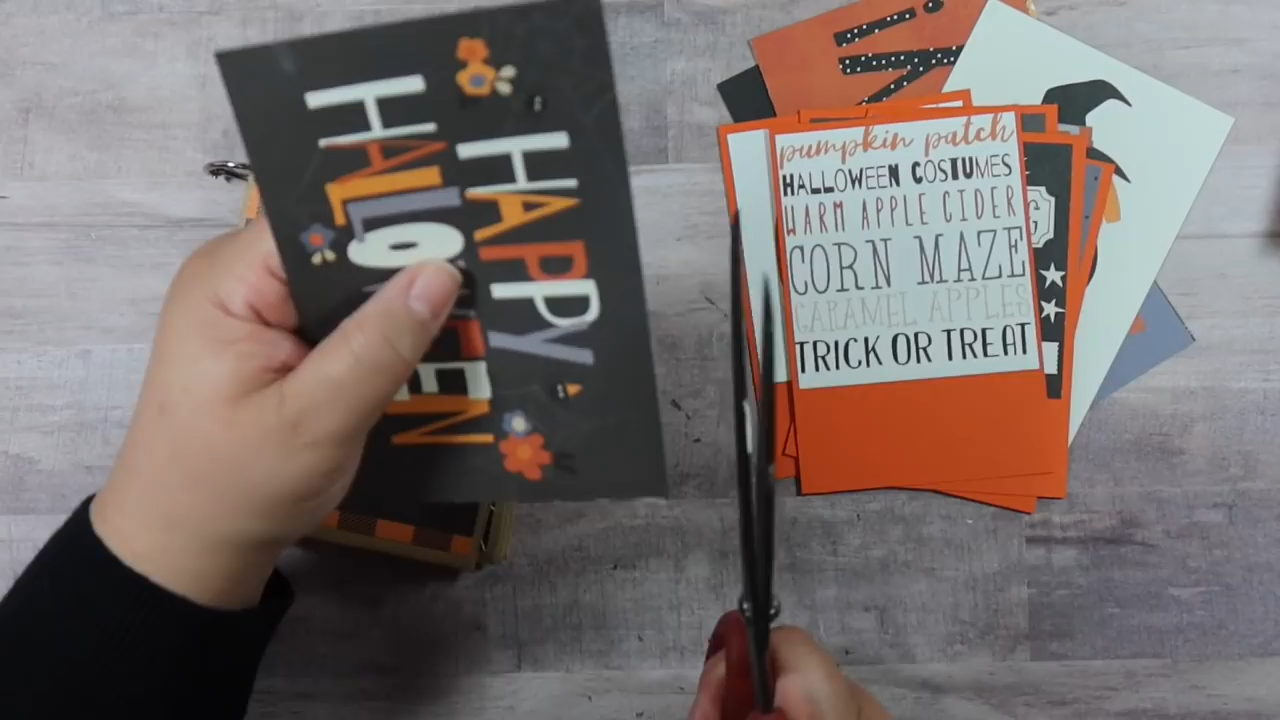 HAPPY
HALLOWEEN
pumpkin patch
HALLOWEEN COSTUMES
WARM APPLE CIDER
CORN MAZE
CARAMEL APPLES
TRICK OR TREAT